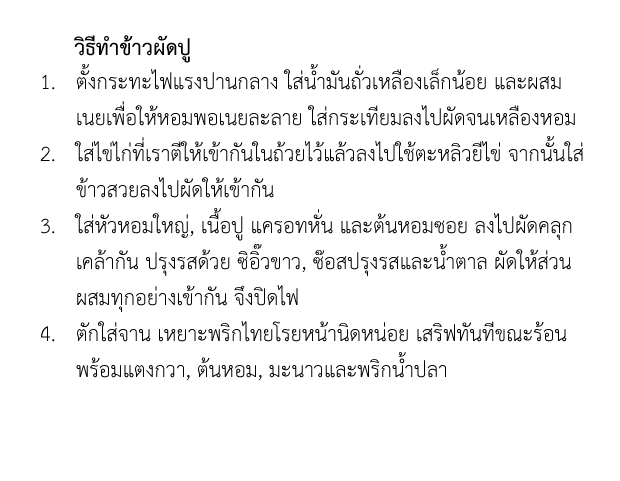 วิธีทำข้าวผัดปู
1. ตั้งกระทะไฟแรงปานกลาง ใส่น้ำมันถั่วเหลืองเล็กน้อย และผสม
เนยเพื่อให้หอมพอเนยละลาย ใส่กระเทียมลงไปผัดจนเหลืองหอม
2. ใส่ไข่ไก่ที่เราตีให้เข้ากันในถ้วยไว้แล้วลงไปใช้ตะหลิวยีไข่ จากนั้นใส่
ข้าวสวยลงไปผัดให้เข้ากัน
3. ใส่หัวหอมใหญ่, เนื้อปู แครอทหั่น และต้นหอมซอย ลงไปผัดคลุก
เคล้ากัน ปรุงรสด้วย ซิอิ๊วขาว, ซ๊อสปรุงรสและน้ำตาล ผัดให้ส่วน
ผสมทุกอย่างเข้ากัน จึงปิดไฟ
4. ตักใส่จาน เหยาะพริกไทยโรยหน้านิดหน่อย เสริฟทันทีขณะร้อน
พร้อมแตงกวา, ต้นหอม, มะนาวและพริกน้ำปลา